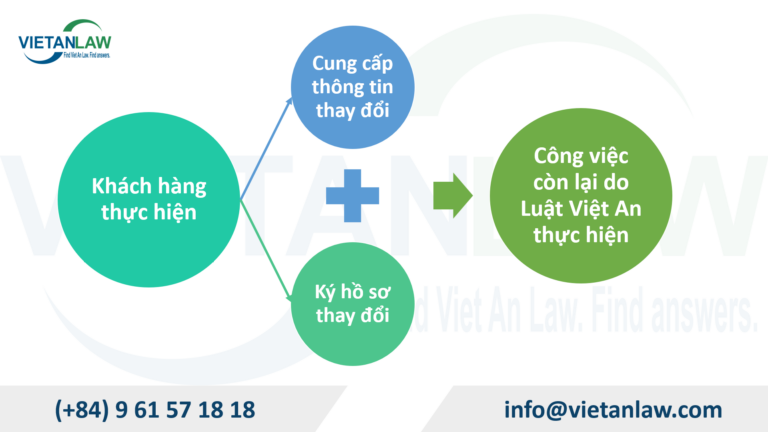 VIETANLAW
Find Viet An Law. Find answers.
Khách hàng
thực hiện
Cung cấp
thông tin
thay đổi
Ký hồ sơ
thay đổi
Công việc
còn lại do
Luật Việt An
thực hiện
VIETANLAW
Find Viet An Law. Find answers.
(+84) 9 61 57 18 18
info@vietanlaw.com